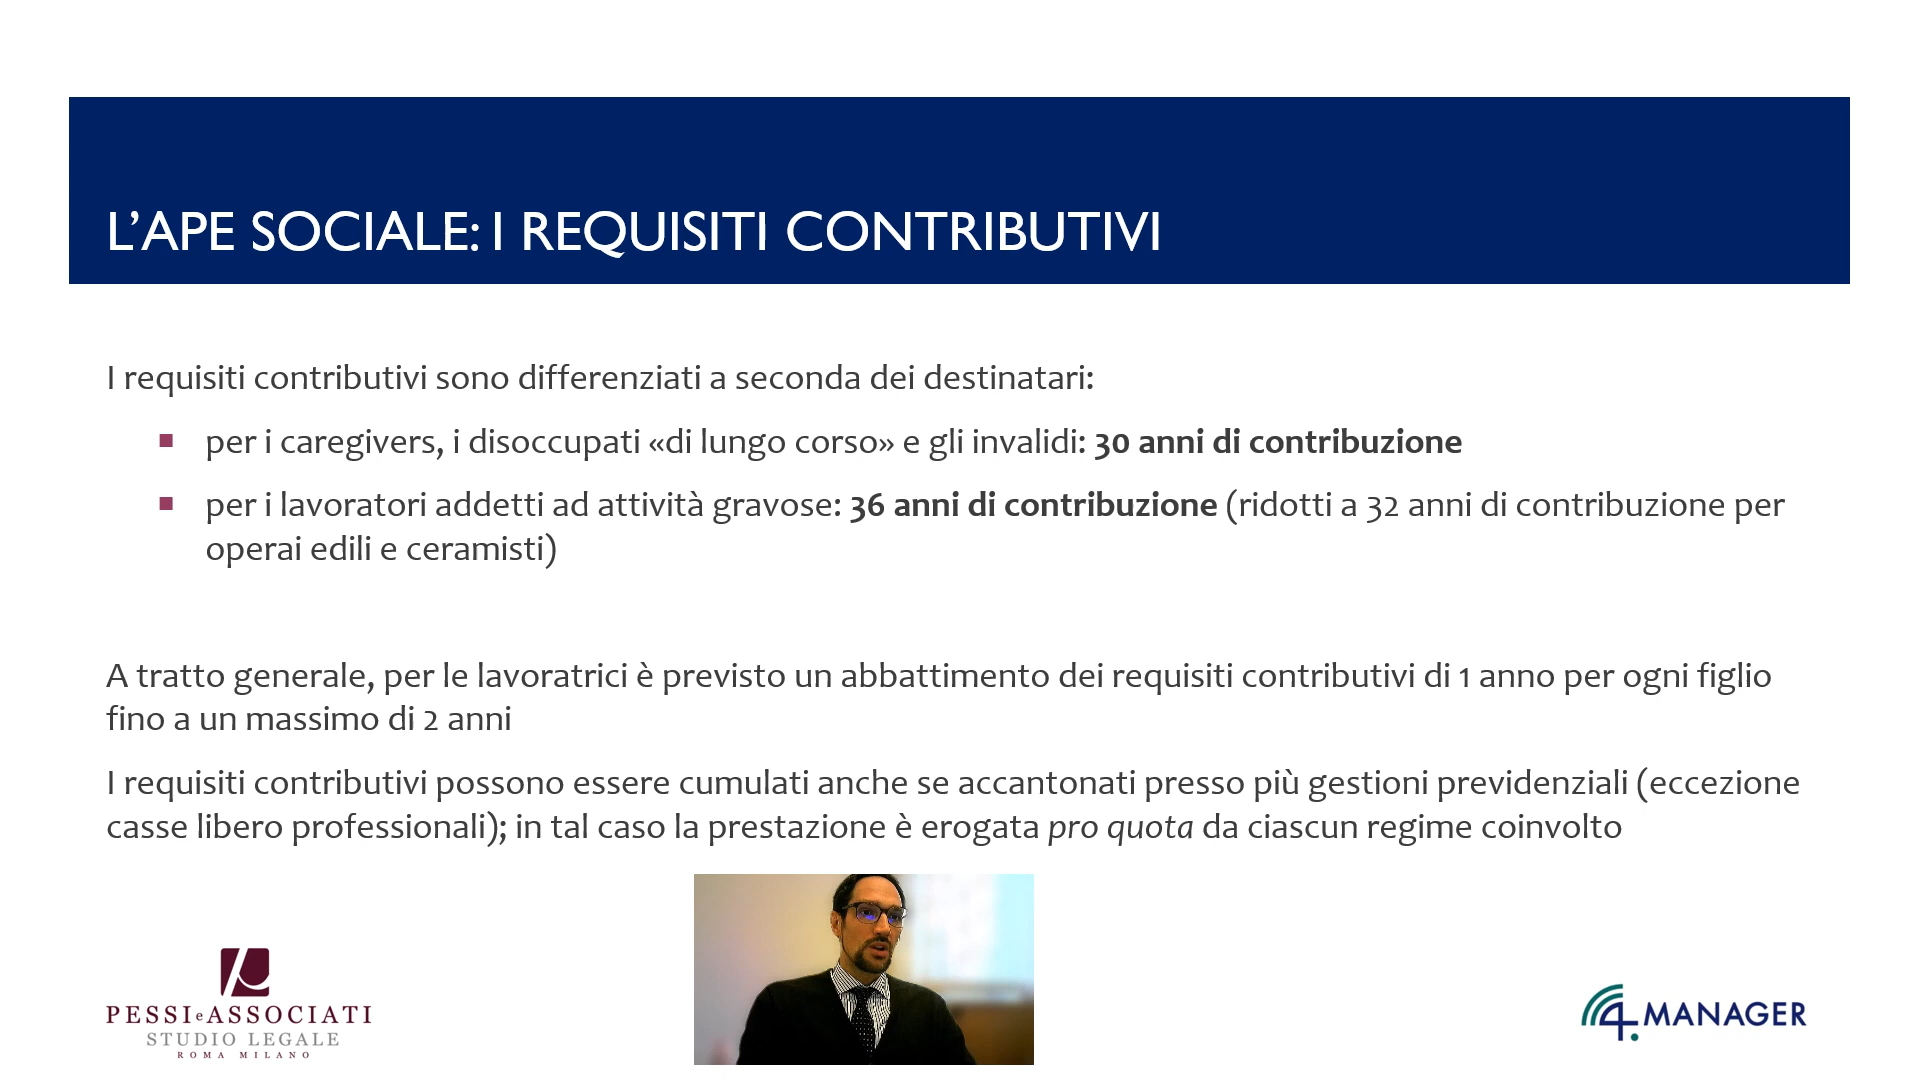 L’APE SOCIALE: I REQUISITI CONTRIBUTIVI
I requisiti contributivi sono differenziati a seconda dei destinatari:
per i caregivers, i disoccupati «di lungo corso» e gli invalidi: 30 anni di contribuzione
per i lavoratori addetti ad attività gravose: 36 anni di contribuzione (ridotti a 32 anni di contribuzione per
operai edili e ceramisti)
A tratto generale, per le lavoratrici è previsto un abbattimento dei requisiti contributivi di 1 anno per ogni figlio
fino a un massimo di 2 anni
I requisiti contributivi possono essere cumulati anche se accantonati presso più gestioni previdenziali (eccezione
casse libero professionali); in tal caso la prestazione è erogata pro quota da ciascun regime coinvolto
PESSI e ASSOCIATI
STUDIO LEGALE
ROMA MILANO
4.MANAGER